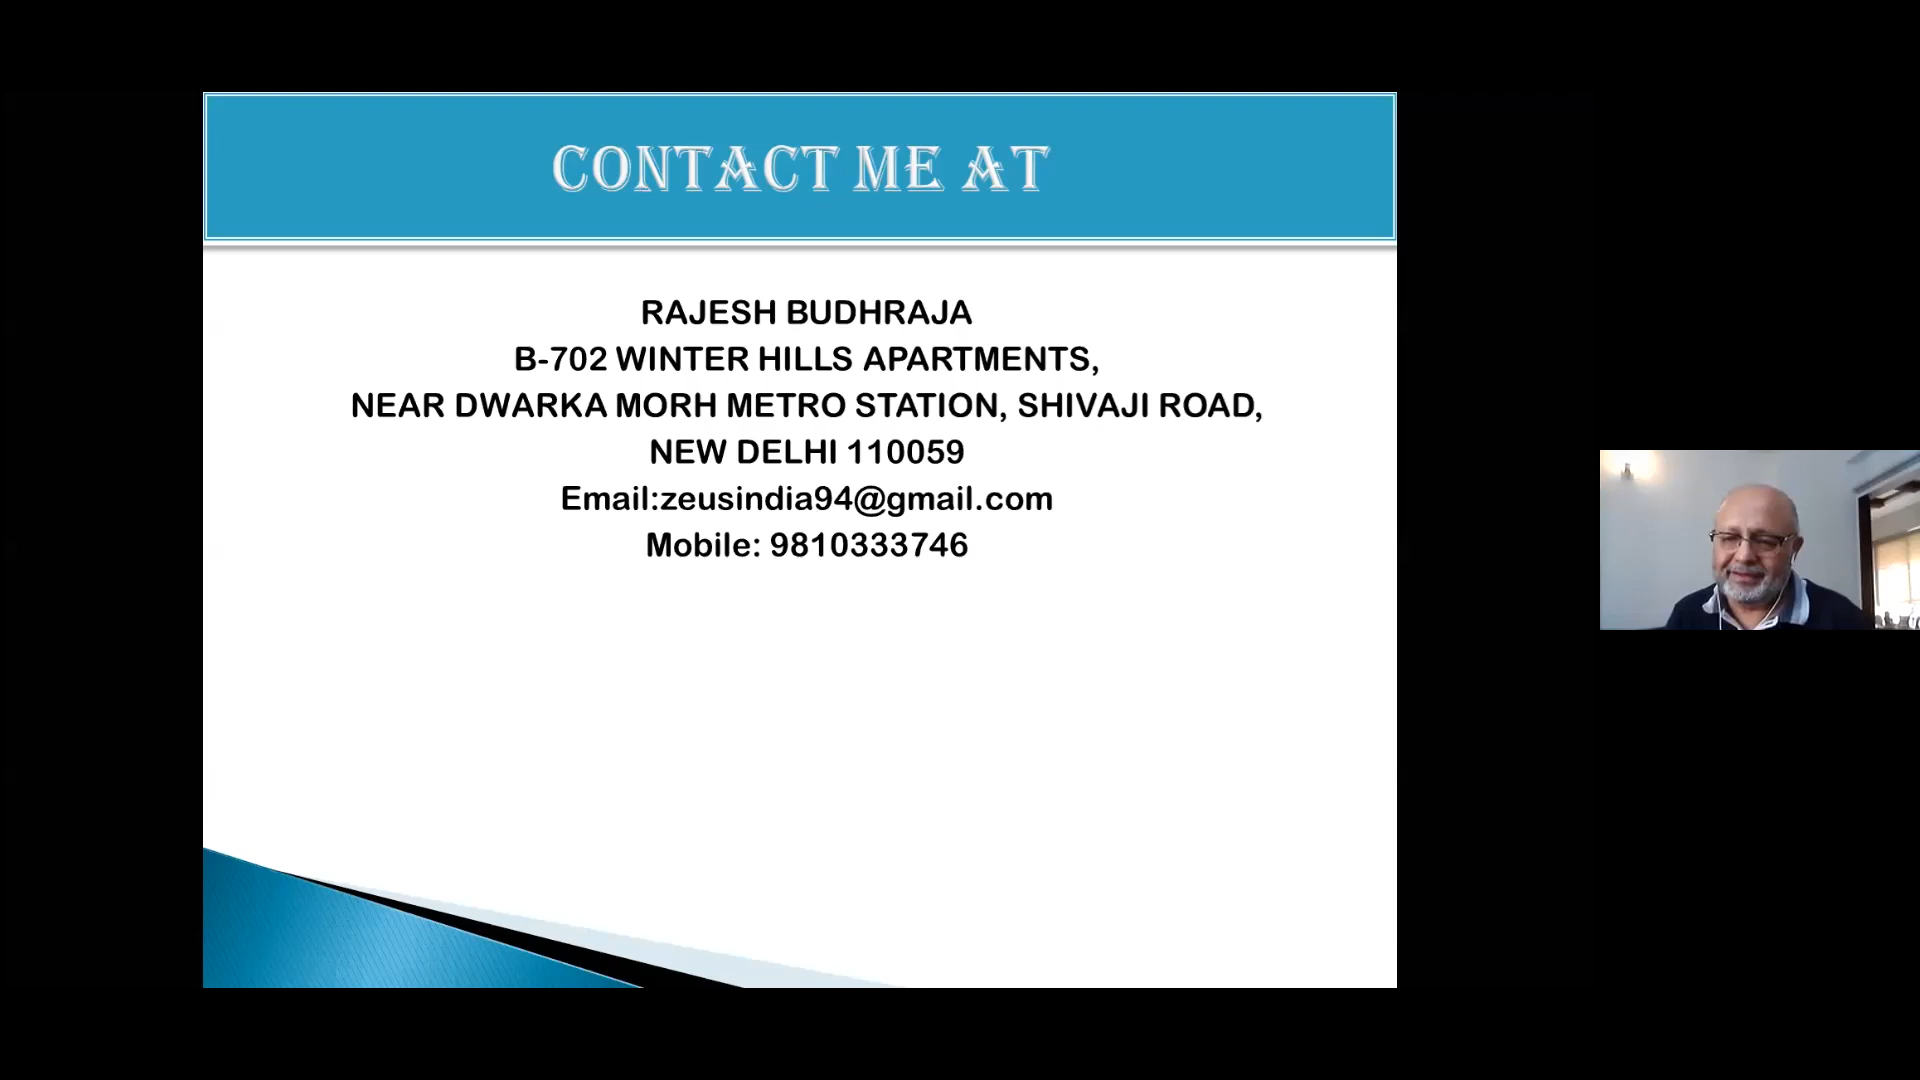 CONTACT ME AT
RAJESH BUDHRAJA
B-702 WINTER HILLS APARTMENTS,
NEAR DWARKA MORH METRO STATION, SHIVAJI ROAD,
NEW DELHI 110059
Email:zeusindia94@gmail.com
Mobile: 9810333746